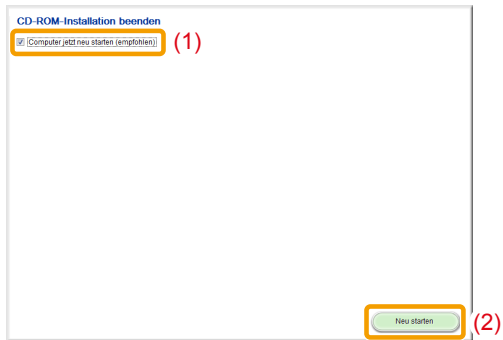 CD-ROM-Installation beenden
Computer jetzt neu starten (empfohlen) (1)
Neu starten (2)